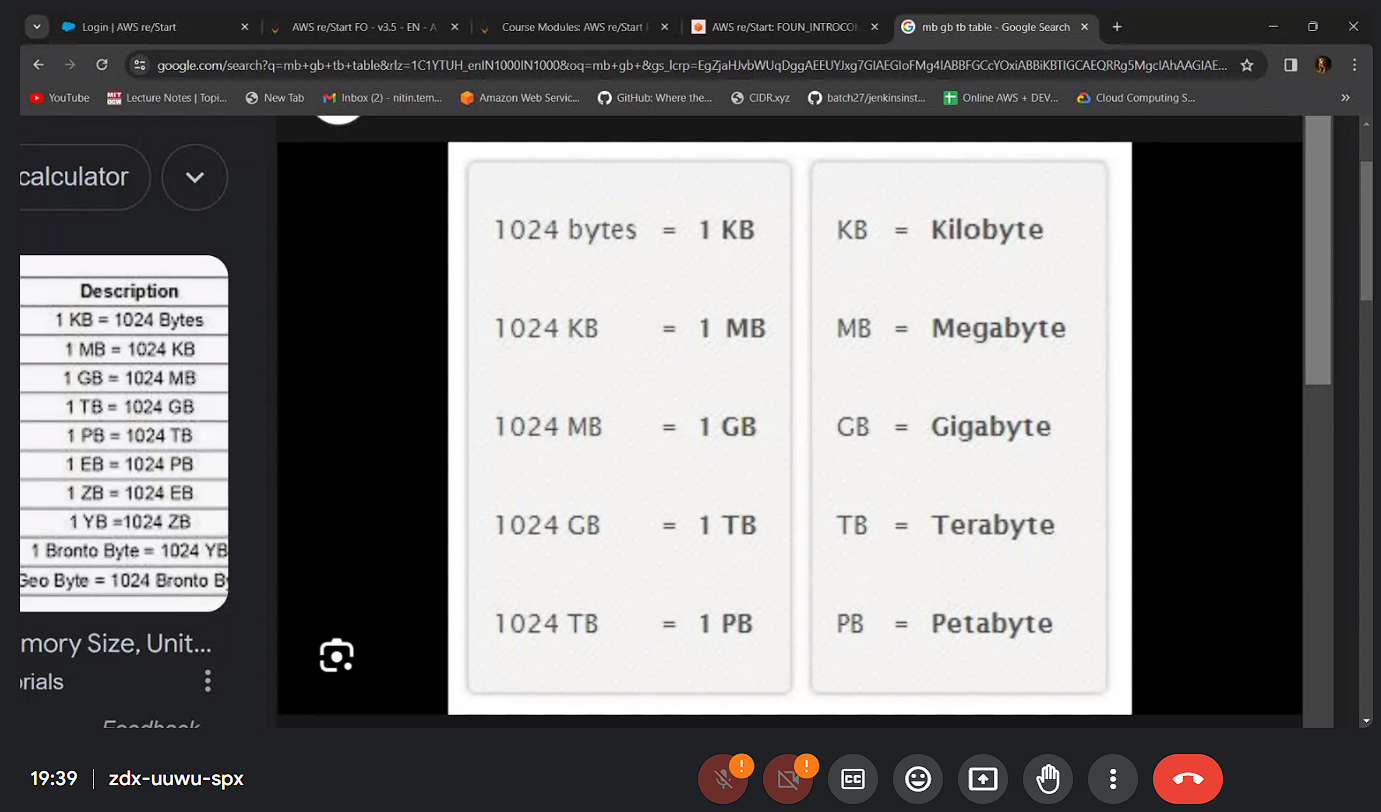 Login | AWS re/Start
AWS re/Start FO - v3.5 - EN - A
Course Modules: AWS re/Start
AWS re/Start: FOUN_INTROCO
mb gb tb table - Google Search
google.com/search?q=mb+gb+tb+table&rlz=1C1YTUH_enIN1000IN1000&oq=mb+gb+&gs_lcrp=EgZjaHJvbWUqDggAEEUYJxg7GIAEGIoFMg4IABBFGCcYOxiABBiKBTIGCAEQRRg5MgcIAhAAGIAE...
YouTube
MIT OCW Lecture Notes | Topi...
New Tab
Inbox (2) - nitin.tem...
Amazon Web Servic...
GitHub: Where the...
CIDR.xyz
batch27/jenkinsinst...
Online AWS + DEV...
Cloud Computing S...
calculator
Description
1 KB = 1024 Bytes
1 MB = 1024 KB
1 GB = 1024 MB
1 TB = 1024 GB
1 PB = 1024 TB
1 EB = 1024 PB
1 ZB = 1024 EB
1 YB =1024 ZB
1 Bronto Byte = 1024 YB
Geo Byte = 1024 Bronto By
mory Size, Unit...
rials
Feedback
1024 bytes = 1 KB
1024 KB = 1 MB
1024 MB = 1 GB
1024 GB = 1 TB
1024 TB = 1 PB
KB = Kilobyte
MB = Megabyte
GB = Gigabyte
TB = Terabyte
PB = Petabyte
19:39 | zdx-uuwu-spx
CC